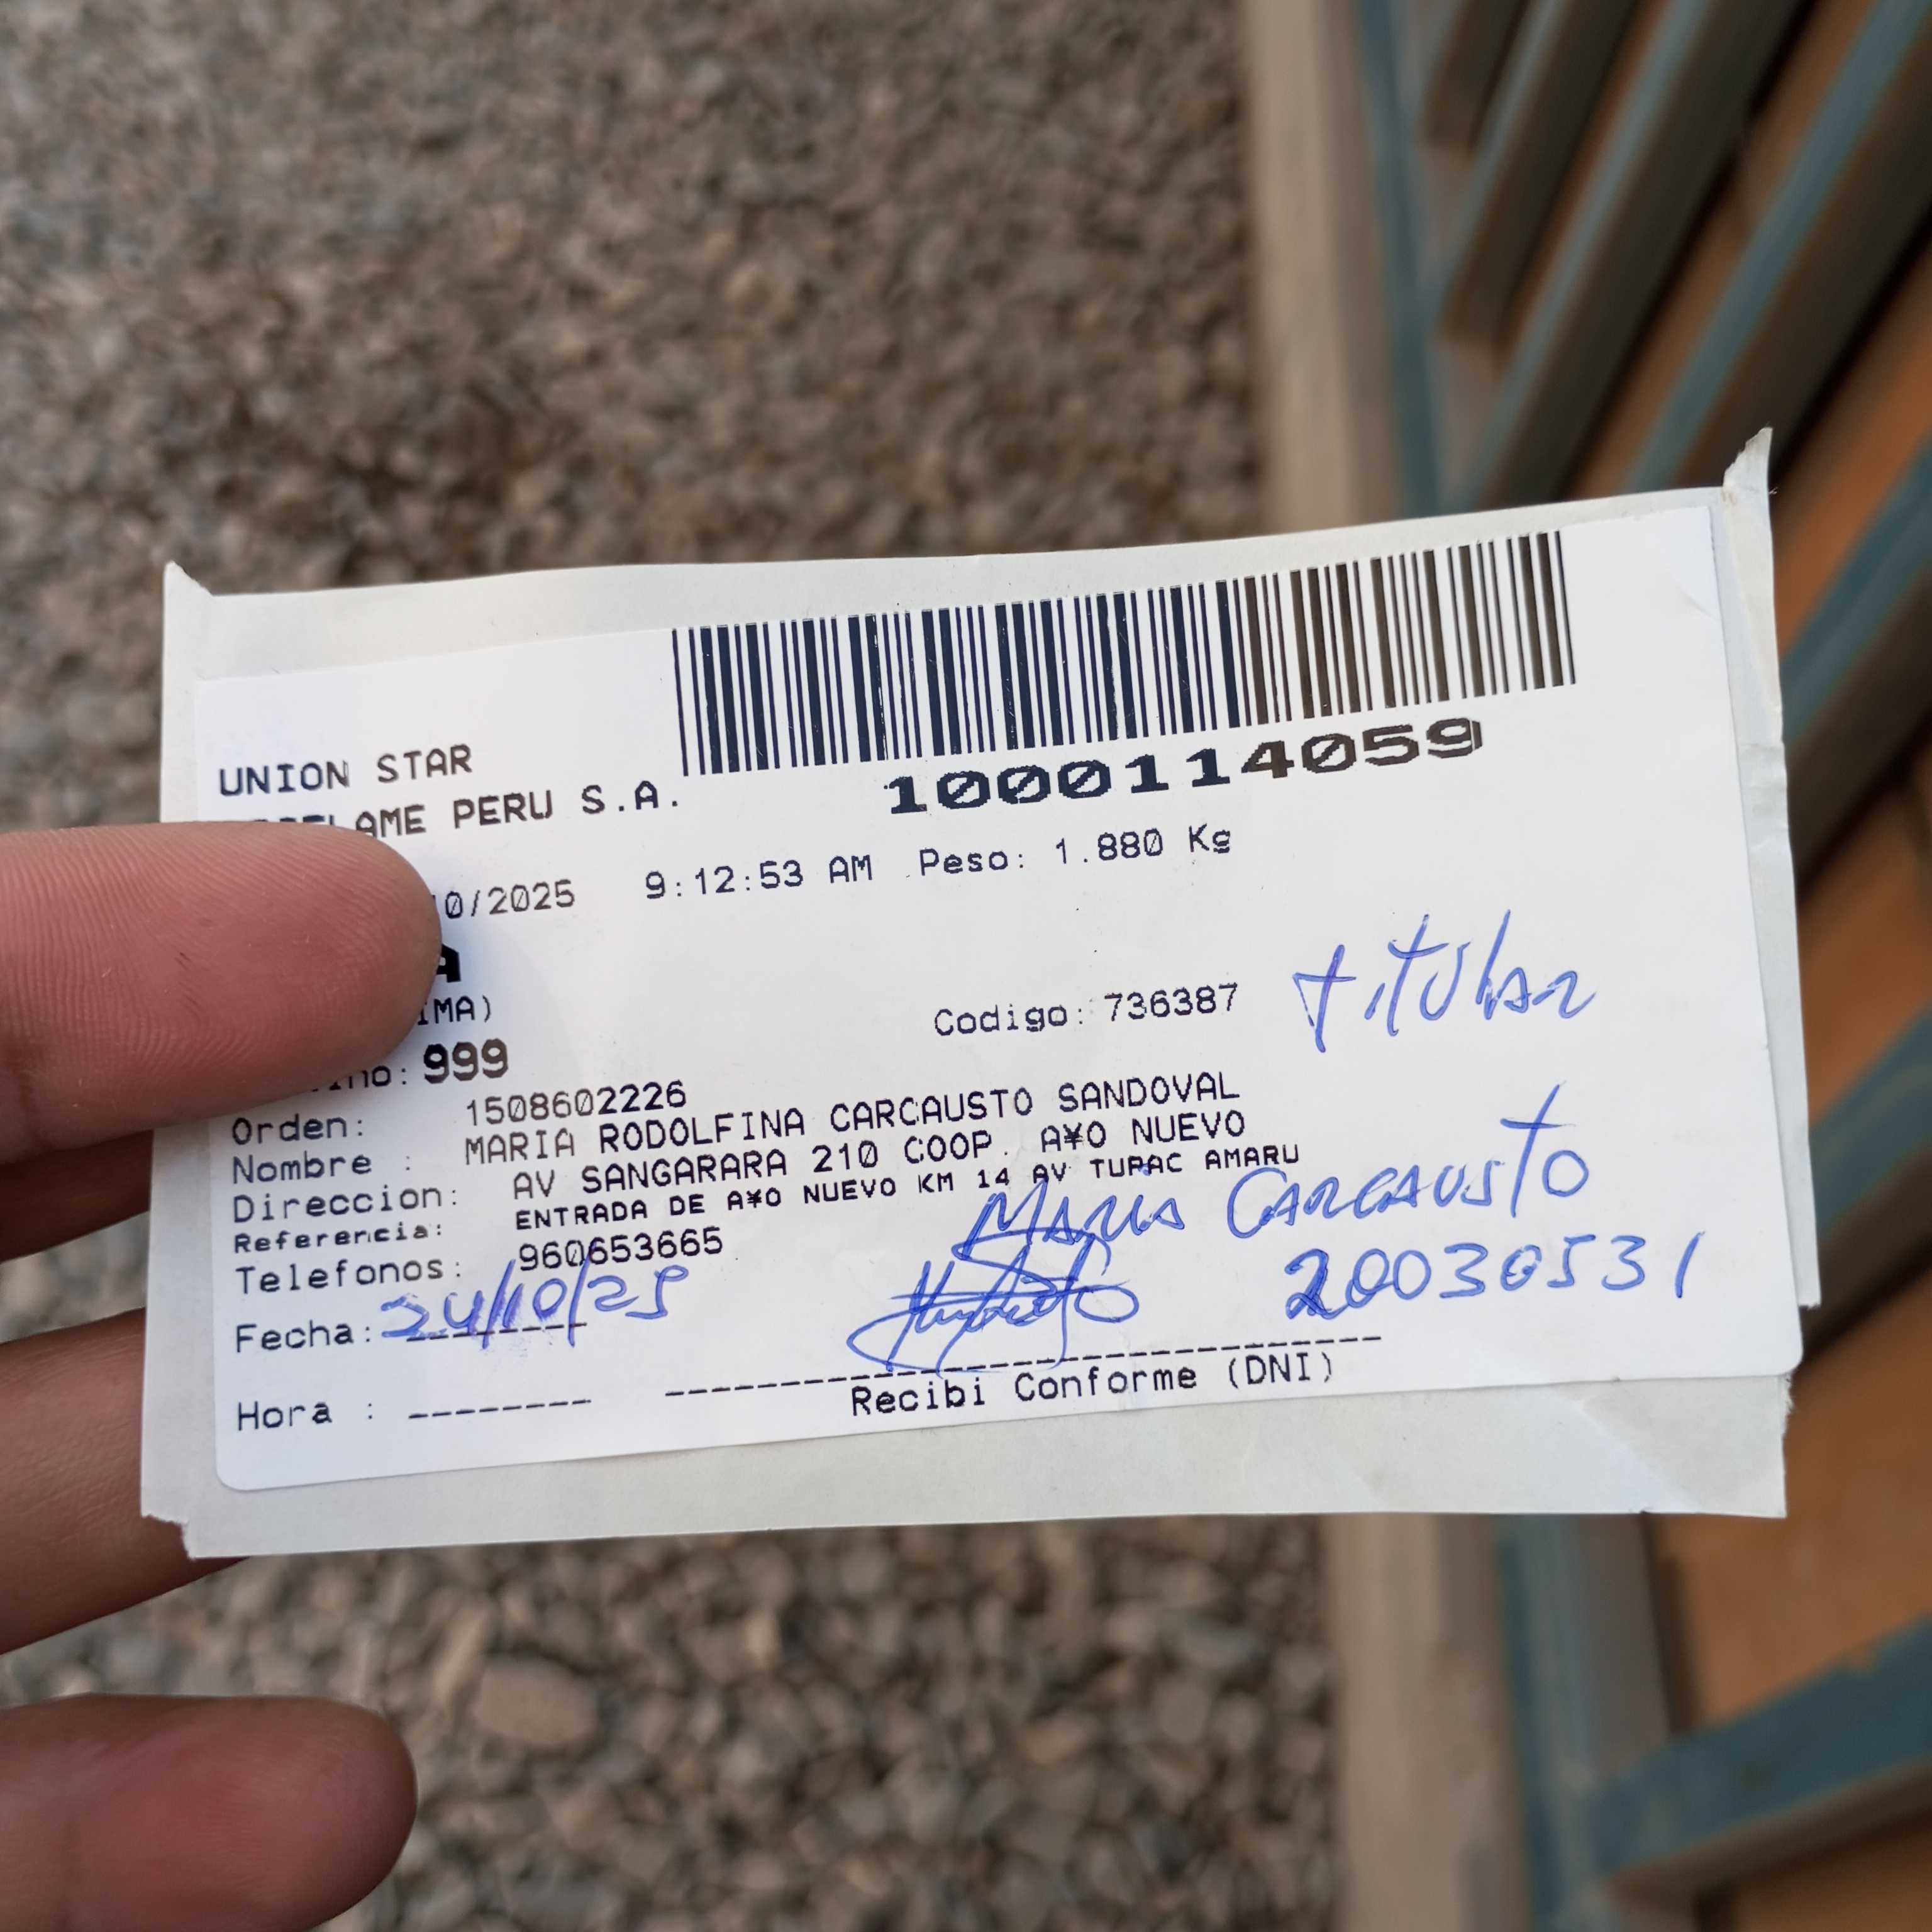 1000114059
UNION STAR
AME PERU S.A.
10/2025 9:12:53 AM Peso: 1.880 Kg
A
IMA)
Codigo: 736387 titular
no: 999
Orden: 1508602226
Nombre : MARIA RODOLFINA CARCAUSTO SANDOVAL
Direccion: AV SANGARARA 210 COOP. A¥O NUEVO
Referencia: ENTRADA DE A¥O NUEVO KM 14 AV TUPAC AMARU
Telefonos: 960653665
MARIA CARCAUSTO
Fecha: 24/10/25
20030531
Hora : --------
Recibi Conforme (DNI)